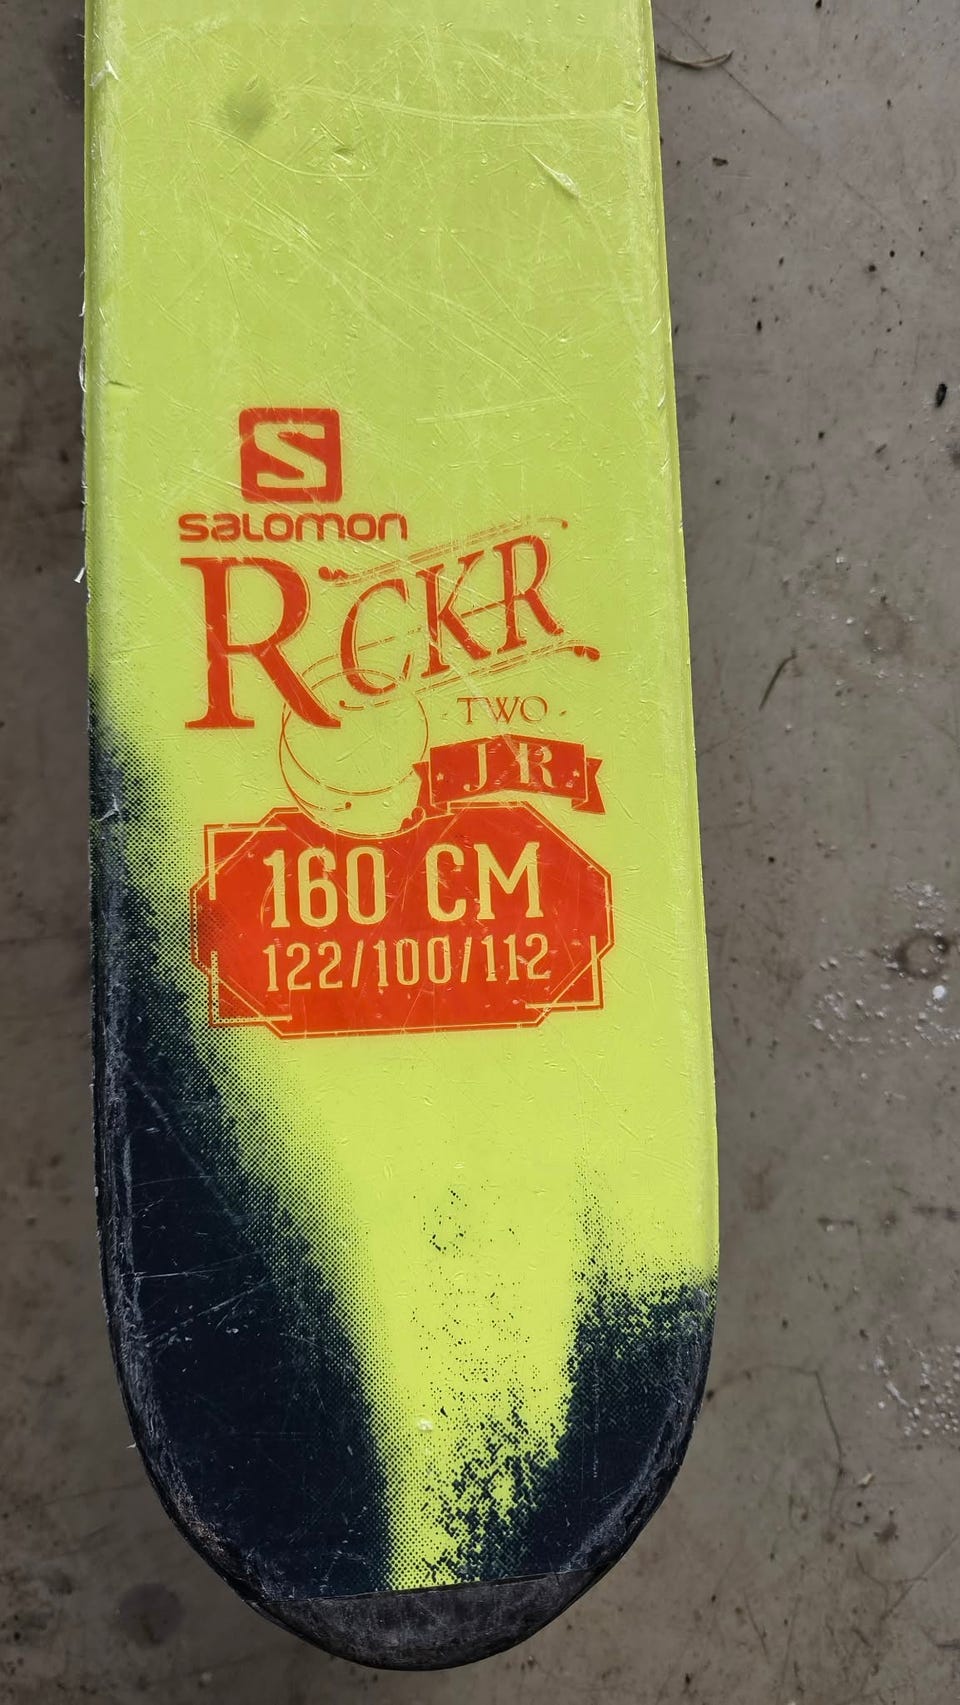 S
salomon
RCKR
TWO
JR
160 CM
122/100/112